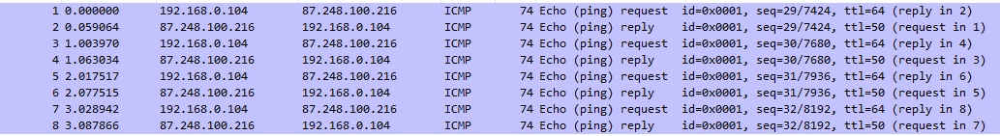 1 0.000000 192.168.0.104 87.248.100.216 ICMP 74 Echo (ping) request id=0x0001, seq=29/7424, ttl=64 (reply in 2)
2 0.059064 87.248.100.216 192.168.0.104 ICMP 74 Echo (ping) reply id=0x0001, seq=29/7424, ttl=50 (request in 1)
3 1.003970 192.168.0.104 87.248.100.216 ICMP 74 Echo (ping) request id=0x0001, seq=30/7680, ttl=64 (reply in 4)
4 1.063034 87.248.100.216 192.168.0.104 ICMP 74 Echo (ping) reply id=0x0001, seq=30/7680, ttl=50 (request in 3)
5 2.017517 192.168.0.104 87.248.100.216 ICMP 74 Echo (ping) request id=0x0001, seq=31/7936, ttl=64 (reply in 6)
6 2.077515 87.248.100.216 192.168.0.104 ICMP 74 Echo (ping) reply id=0x0001, seq=31/7936, ttl=50 (request in 5)
7 3.028942 192.168.0.104 87.248.100.216 ICMP 74 Echo (ping) request id=0x0001, seq=32/8192, ttl=64 (reply in 8)
8 3.087866 87.248.100.216 192.168.0.104 ICMP 74 Echo (ping) reply id=0x0001, seq=32/8192, ttl=50 (request in 7)